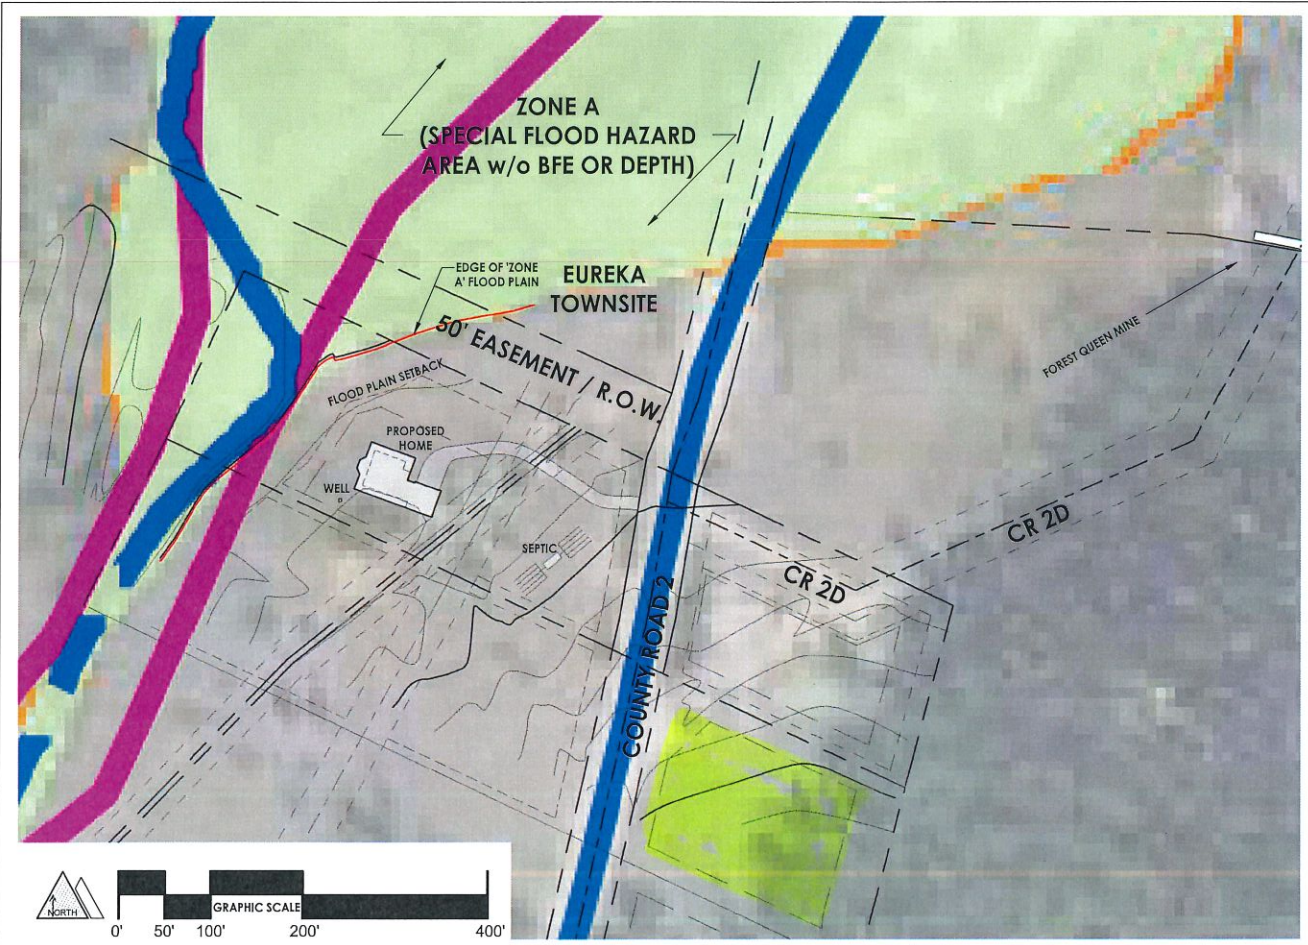 ZONE A
(SPECIAL FLOOD HAZARD
AREA w/o BFE OR DEPTH)
EDGE OF 'ZONE
A' FLOOD PLAIN
EUREKA
TOWNSITE
50' EASEMENT / R.O.W.
FOREST QUEEN MINE
FLOOD PLAIN SETBACK
PROPOSED
HOME
WELL
SEPTIC
CR 2D
CR 2D
COUNTY ROAD 2
NORTH
GRAPHIC SCALE
0' 50' 100' 200' 400'